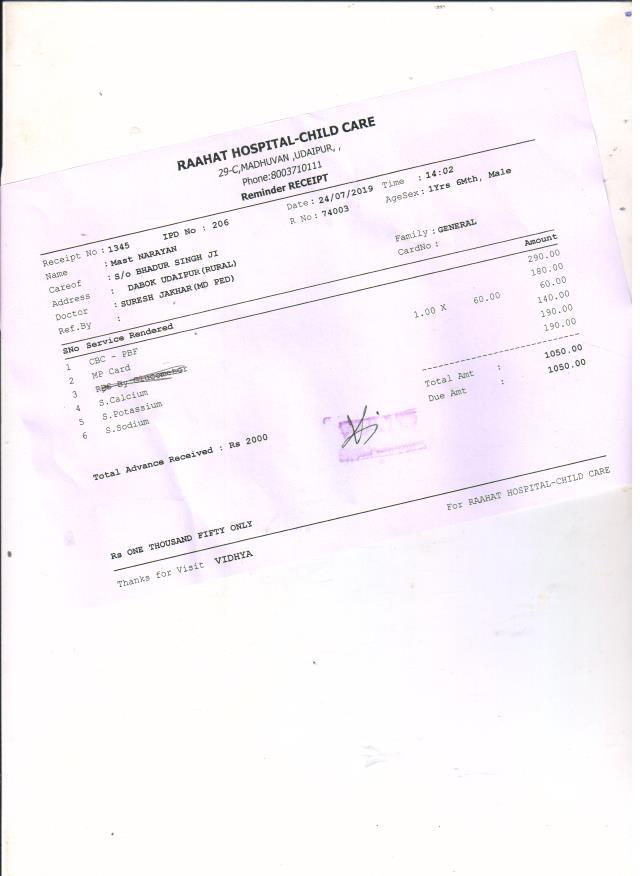 RAAHAT HOSPITAL-CHILD CARE
29-C,MADHUVAN ,UDAIPUR, ,
Phone:8003710111
Reminder RECEIPT
Receipt No : 1345 IPD No : 206 Date : 24/07/2019 Time : 14:02
Name : Mast NARAYAN R No : 74003 AgeSex : 1Yrs 6Mth, Male
Careof : S/o BHADUR SINGH JI
Address : DABOK UDAIPUR(RURAL) Family : GENERAL
Doctor : SURESH JAKHAR(MD PED) CardNo :
Ref.By :
SNo Service Rendered Amount
1 CBC - PBF 290.00
2 MP Card 180.00
3 RBS By Glucometer 1.00 X 60.00 60.00
4 S.Calcium 140.00
5 S.Potassium 190.00
6 S.Sodium 190.00
Total Amt : 1050.00
Due Amt : 1050.00
Total Advance Received : Rs 2000
Rs ONE THOUSAND FIFTY ONLY
For RAAHAT HOSPITAL-CHILD CARE
Thanks for Visit VIDHYA